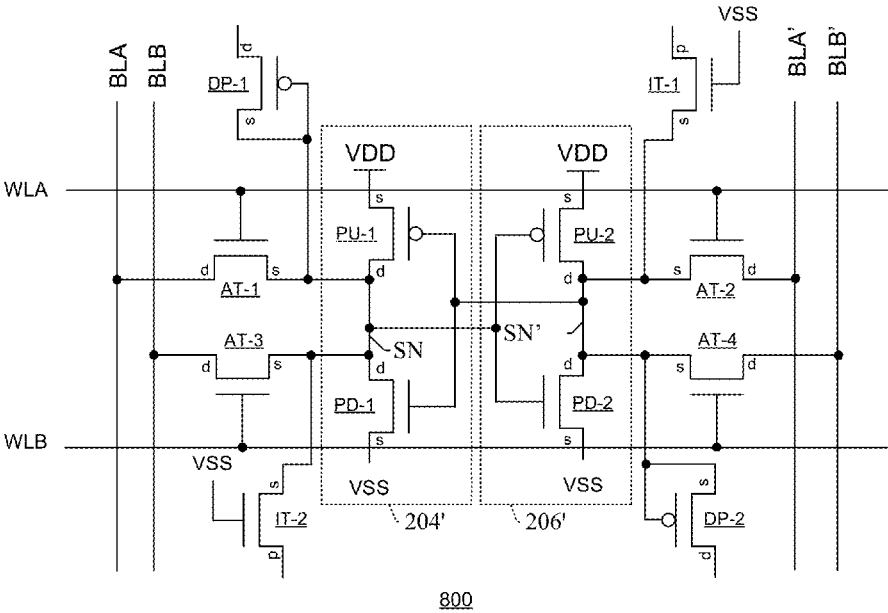 VSS
BLA
BLB
BLA'
BLB'
d
DP-1
s
p
IT-1
s
VDD
VDD
WLA
s
PU-1
d
s
PU-2
d
d
s
AT-1
s
d
AT-2
SN
SN'
AT-3
d
s
AT-4
s
d
d
PD-1
s
d
PD-2
s
WLB
VSS
VSS
VSS
s
IT-2
p
204'
206'
s
DP-2
d
800